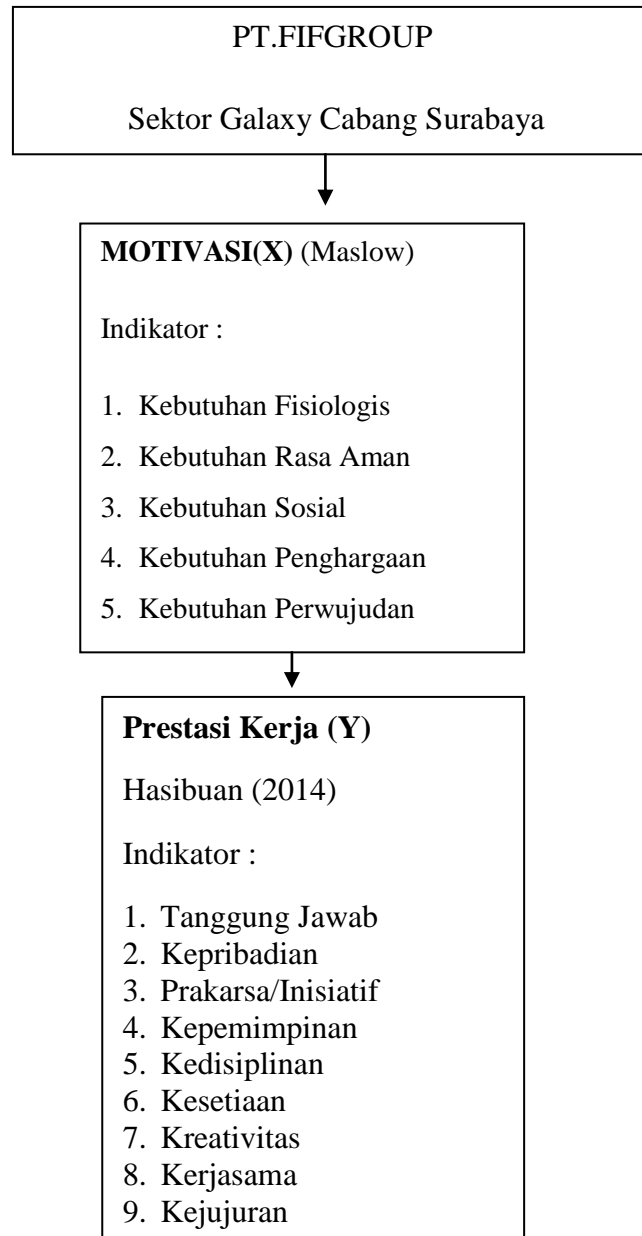 PT.FIFGROUP
Sektor Galaxy Cabang Surabaya
MOTIVASI(X) (Maslow)
Indikator :
1. Kebutuhan Fisiologis
2. Kebutuhan Rasa Aman
3. Kebutuhan Sosial
4. Kebutuhan Penghargaan
5. Kebutuhan Perwujudan
Prestasi Kerja (Y)
Hasibuan (2014)
Indikator :
1. Tanggung Jawab
2. Kepribadian
3. Prakarsa/Inisiatif
4. Kepemimpinan
5. Kedisiplinan
6. Kesetiaan
7. Kreativitas
8. Kerjasama
9. Kejujuran